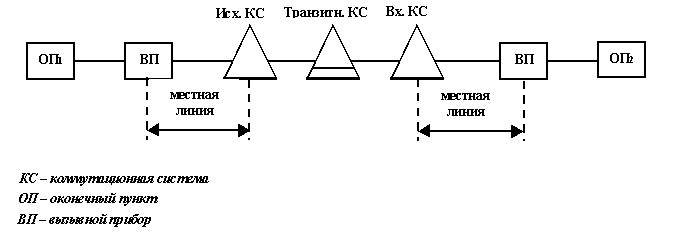 Исх. КС Транзитн. КС Вх. КС
ОП1 ВП ВП ОП2
местная линия
местная линия
КС – коммутационная система
ОП – оконечный пункт
ВП – вызывной прибор